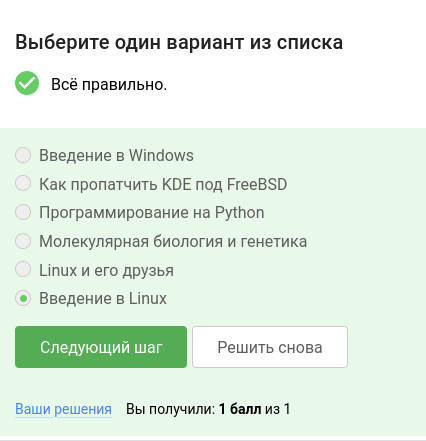 Выберите один вариант из списка
Всё правильно.
Введение в Windows
Как пропатчить KDE под FreeBSD
Программирование на Python
Молекулярная биология и генетика
Linux и его друзья
Введение в Linux
Следующий шаг Решить снова
Ваши решения Вы получили: 1 балл из 1